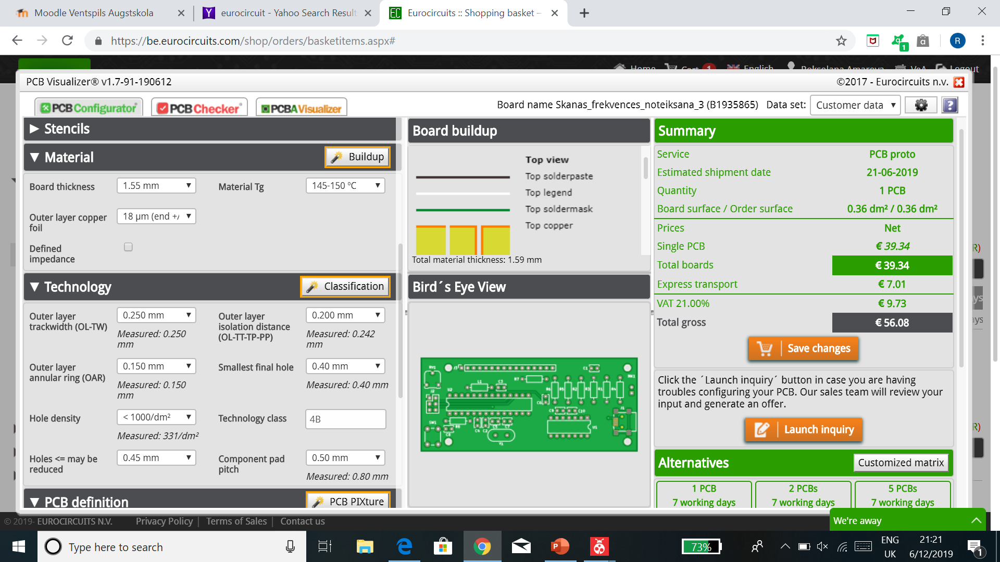 Moodle Ventspils Augstskola
eurocircuit - Yahoo Search Result
EC
Eurocircuits :: Shopping basket –
https://be.eurocircuits.com/shop/orders/basketitems.aspx#
1
R
Home
Cart
1
English
Roksolana Amarova
VeA
Logout
PCB Visualizer® v1.7-91-190612
©2017 - Eurocircuits n.v.
PCB Configurator
PCB Checker
PCBA Visualizer
Board name Skanas_frekvences_noteiksana_3 (B1935865)
Data set:
Customer data
Stencils
Material
Buildup
Board thickness
1.55 mm
Material Tg
145-150 °C
Outer layer copper
foil
18 µm (end +/
Defined
impedance
Technology
Classification
Outer layer
trackwidth (OL-TW)
0.250 mm
Measured: 0.250
mm
Outer layer
isolation distance
(OL-TT-TP-PP)
0.200 mm
Measured: 0.242
mm
Outer layer
annular ring (OAR)
0.150 mm
Measured: 0.150
mm
Smallest final hole
0.40 mm
Measured: 0.40 mm
Hole density
< 1000/dm²
Measured: 331/dm²
Technology class
4B
Holes <= may be
reduced
0.45 mm
Component pad
pitch
0.50 mm
Measured: 0.80 mm
PCB definition
PCB PIXture
Board buildup
Top view
Top solderpaste
Top legend
Top soldermask
Top copper
Total material thickness: 1.59 mm
Bird´s Eye View
Summary
Service
PCB proto
Estimated shipment date
21-06-2019
Quantity
1 PCB
Board surface / Order surface
0.36 dm² / 0.36 dm²
Prices
Net
Single PCB
€ 39.34
Total boards
€ 39.34
Express transport
€ 7.01
VAT 21.00%
€ 9.73
Total gross
€ 56.08
Save changes
Click the ´Launch inquiry´ button in case you are having
troubles configuring your PCB. Our sales team will review your
input and generate an offer.
Launch inquiry
Alternatives
Customized matrix
1 PCB
7 working days
2 PCBs
7 working days
5 PCBs
7 working days
© 2019- EUROCIRCUITS N.V.
Privacy Policy
Terms of Sales
Contact us
We're away
Type here to search
73%
ENG
UK
21:21
6/12/2019
1